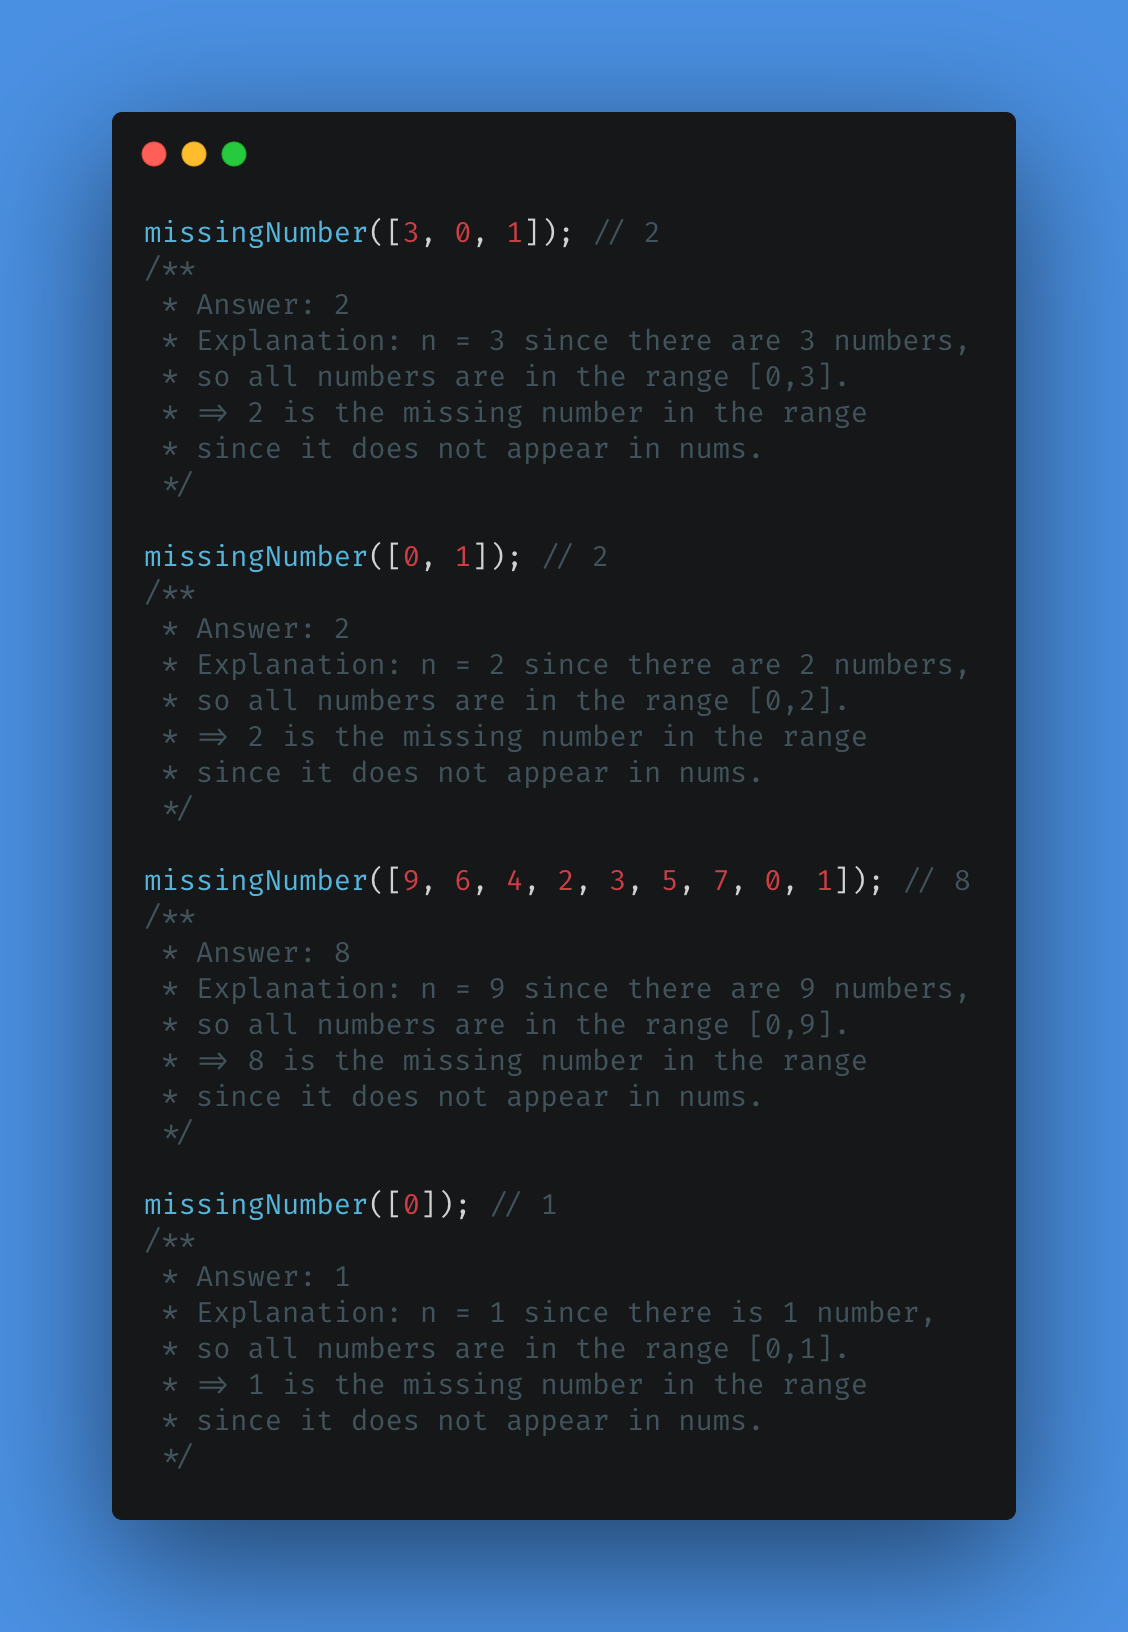 missingNumber([3, 0, 1]); // 2
/**
 * Answer: 2
 * Explanation: n = 3 since there are 3 numbers,
 * so all numbers are in the range [0,3].
 * => 2 is the missing number in the range
 * since it does not appear in nums.
 */
missingNumber([0, 1]); // 2
/**
 * Answer: 2
 * Explanation: n = 2 since there are 2 numbers,
 * so all numbers are in the range [0,2].
 * => 2 is the missing number in the range
 * since it does not appear in nums.
 */
missingNumber([9, 6, 4, 2, 3, 5, 7, 0, 1]); // 8
/**
 * Answer: 8
 * Explanation: n = 9 since there are 9 numbers,
 * so all numbers are in the range [0,9].
 * => 8 is the missing number in the range
 * since it does not appear in nums.
 */
missingNumber([0]); // 1
/**
 * Answer: 1
 * Explanation: n = 1 since there is 1 number,
 * so all numbers are in the range [0,1].
 * => 1 is the missing number in the range
 * since it does not appear in nums.
 */